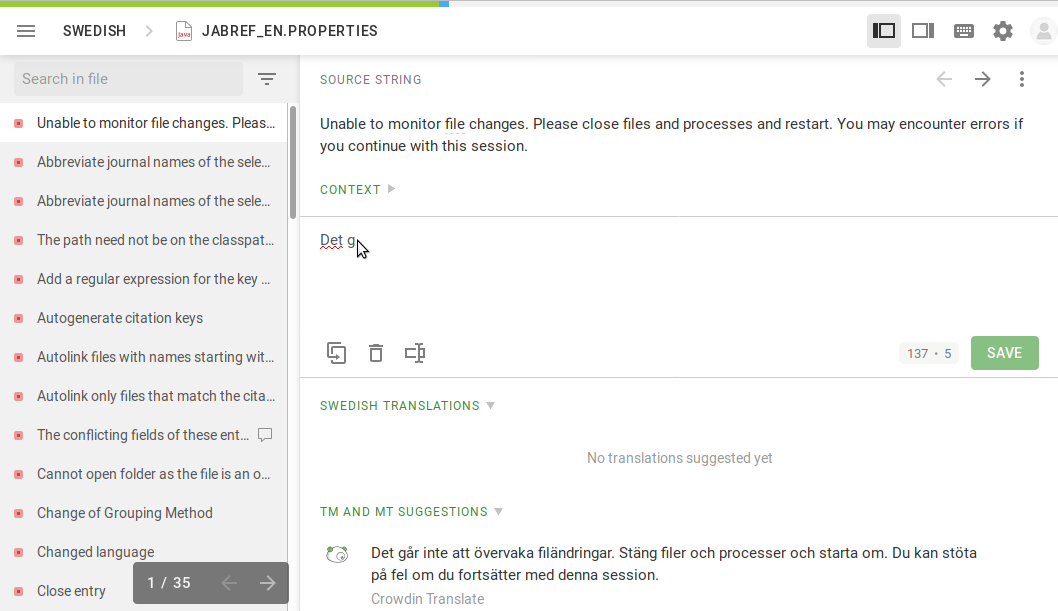 SWEDISH
JABREF_EN.PROPERTIES
Search in file
Unable to monitor file changes. Pleas...
Abbreviate journal names of the sele...
Abbreviate journal names of the sele...
The path need not be on the classpat...
Add a regular expression for the key ...
Autogenerate citation keys
Autolink files with names starting wit...
Autolink only files that match the cita...
The conflicting fields of these ent...
Cannot open folder as the file is an o...
Change of Grouping Method
Changed language
Close entry
1 / 35
SOURCE STRING
Unable to monitor file changes. Please close files and processes and restart. You may encounter errors if
you continue with this session.
CONTEXT
Det g
137 • 5
SAVE
SWEDISH TRANSLATIONS
No translations suggested yet
TM AND MT SUGGESTIONS
Det går inte att övervaka filändringar. Stäng filer och processer och starta om. Du kan stöta
på fel om du fortsätter med denna session.
Crowdin Translate